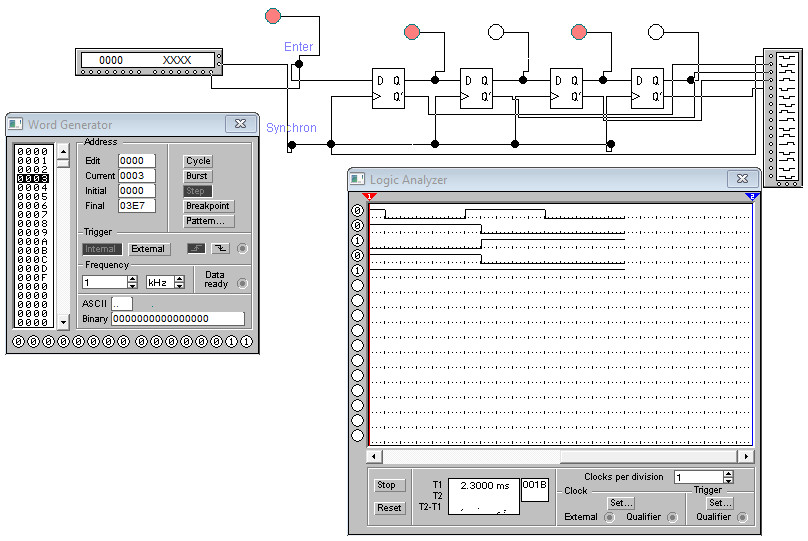 Enter
0000 XXXX
D Q D Q D Q D Q
Q' Q' Q' Q'
Synchron
Word Generator
0000
0001
0002
0003
0004
0005
0006
0007
0008
0009
000A
000B
000C
000D
000F
0000
0000
0000
0000
0000
Address
Edit 0000
Current 0003
Initial 0000
Final 03E7
Cycle
Burst
Step
Breakpoint
Pattern...
Trigger
Internal External
Frequency
1 kHz
Data
ready
ASCII ..
Binary 0000000000000000
0 0 0 0 0 0 0 0 0 0 0 0 0 0 1 1
Logic Analyzer
1 2
0
0
1
0
1
Stop
Reset
T1 2.3000 ms 001B
T2
T2-T1
Clocks per division 1
Clock
Set...
External Qualifier
Trigger
Set...
Qualifier